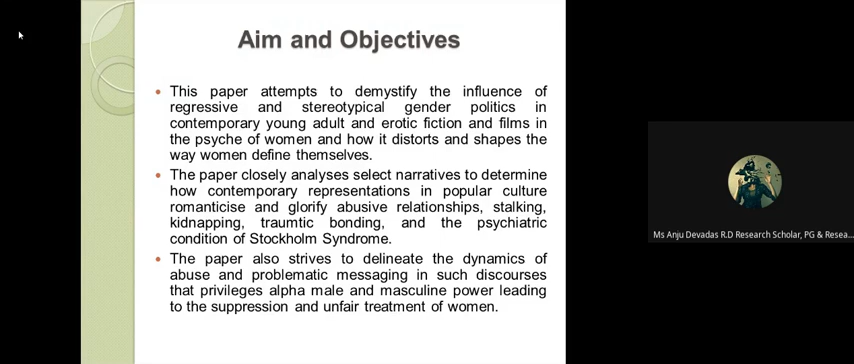 Aim and Objectives
• This paper attempts to demystify the influence of
regressive and stereotypical gender politics in
contemporary young adult and erotic fiction and films in
the psyche of women and how it distorts and shapes the
way women define themselves.
• The paper closely analyses select narratives to determine
how contemporary representations in popular culture
romanticise and glorify abusive relationships, stalking,
kidnapping, traumtic bonding, and the psychiatric
condition of Stockholm Syndrome.
• The paper also strives to delineate the dynamics of
abuse and problematic messaging in such discourses
that privileges alpha male and masculine power leading
to the suppression and unfair treatment of women.
Ms Anju Devadas R.D Research Scholar, PG & Resea...